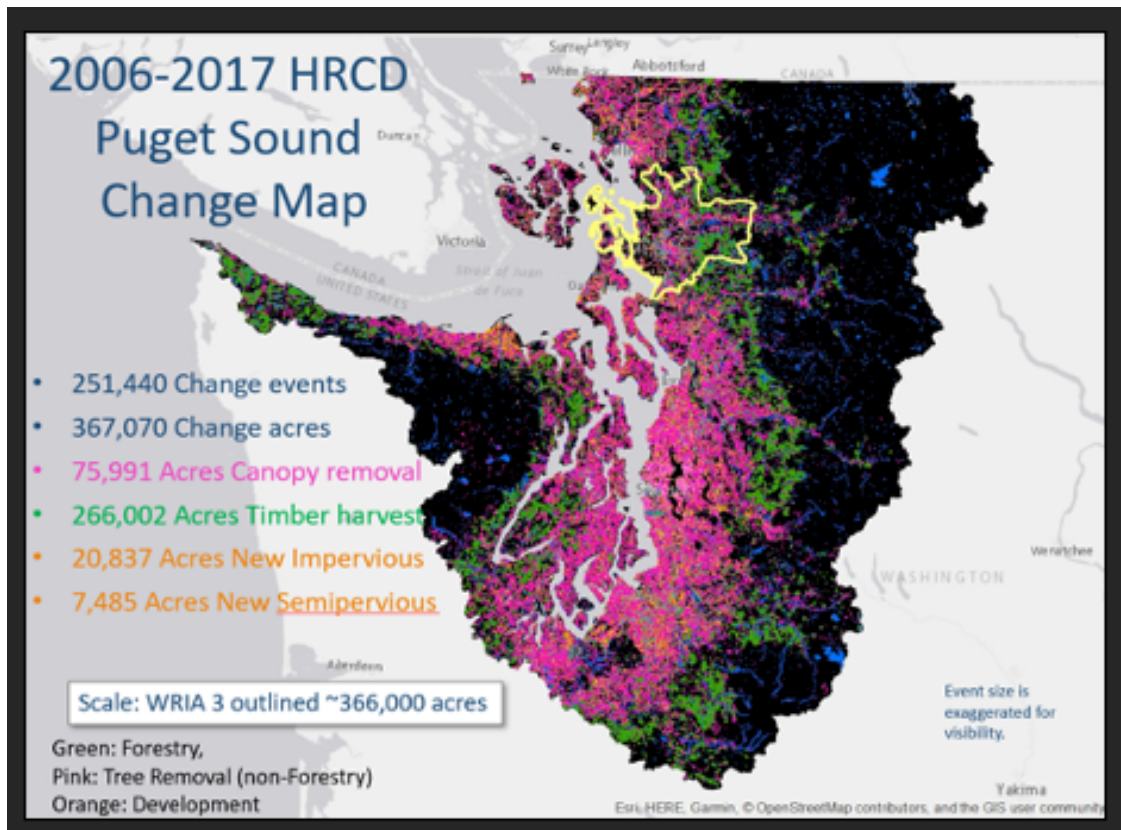 2006-2017 HRCD
Puget Sound
Change Map
Surrey
Langley
White Rock
Abbotsford
CANADA
Duncan
Victoria
Strait of Juan
de Fuca
CANADA
UNITED STATES
• 251,440 Change events
• 367,070 Change acres
• 75,991 Acres Canopy removal
• 266,002 Acres Timber harvest
• 20,837 Acres New Impervious
• 7,485 Acres New Semipervious
Wenatchee
WASHINGTON
Aberdeen
Scale: WRIA 3 outlined ~366,000 acres
Event size is
exaggerated for
visibility.
Green: Forestry,
Pink: Tree Removal (non-Forestry)
Orange: Development
Yakima
Esri, HERE, Garmin, © OpenStreetMap contributors, and the GIS user community